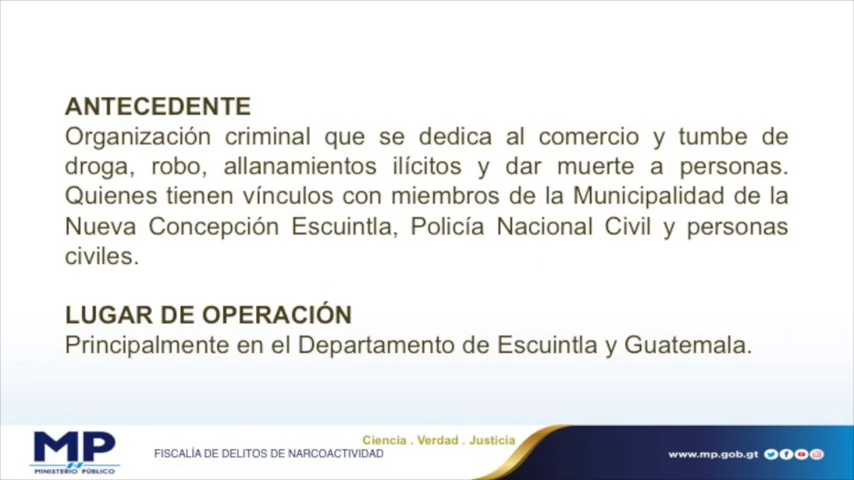 ANTECEDENTE
Organización criminal que se dedica al comercio y tumbe de
droga, robo, allanamientos ilícitos y dar muerte a personas.
Quienes tienen vínculos con miembros de la Municipalidad de la
Nueva Concepción Escuintla, Policía Nacional Civil y personas
civiles.
LUGAR DE OPERACIÓN
Principalmente en el Departamento de Escuintla y Guatemala.
MP
MINISTERIO PÚBLICO
Ciencia . Verdad . Justicia
FISCALÍA DE DELITOS DE NARCOACTIVIDAD
www.mp.gob.gt